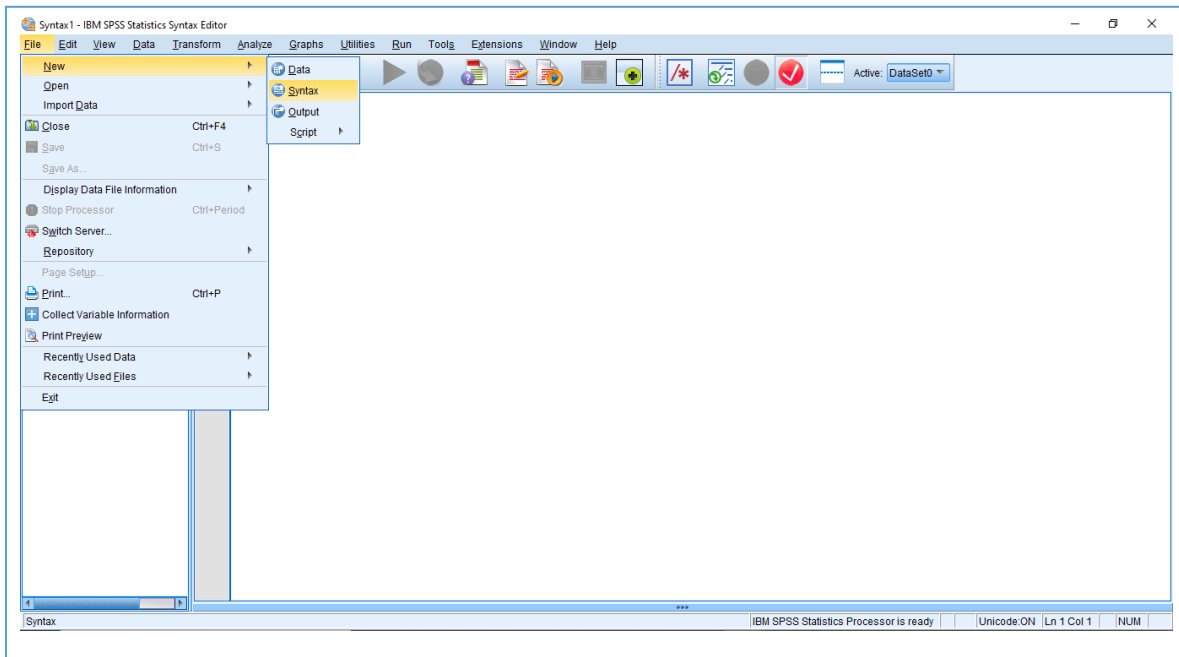 Syntax1 - IBM SPSS Statistics Syntax Editor
File Edit View Data Transform Analyze Graphs Utilities Run Tools Extensions Window Help
Active: DataSet0
New
Open
Import Data
Close Ctrl+F4
Save Ctrl+S
Save As...
Display Data File Information
Stop Processor Ctrl+Period
Switch Server...
Repository
Page Setup...
Print... Ctrl+P
Collect Variable Information
Print Preview
Recently Used Data
Recently Used Files
Exit
Data
Syntax
Output
Script
Syntax IBM SPSS Statistics Processor is ready Unicode:ON Ln 1 Col 1 NUM